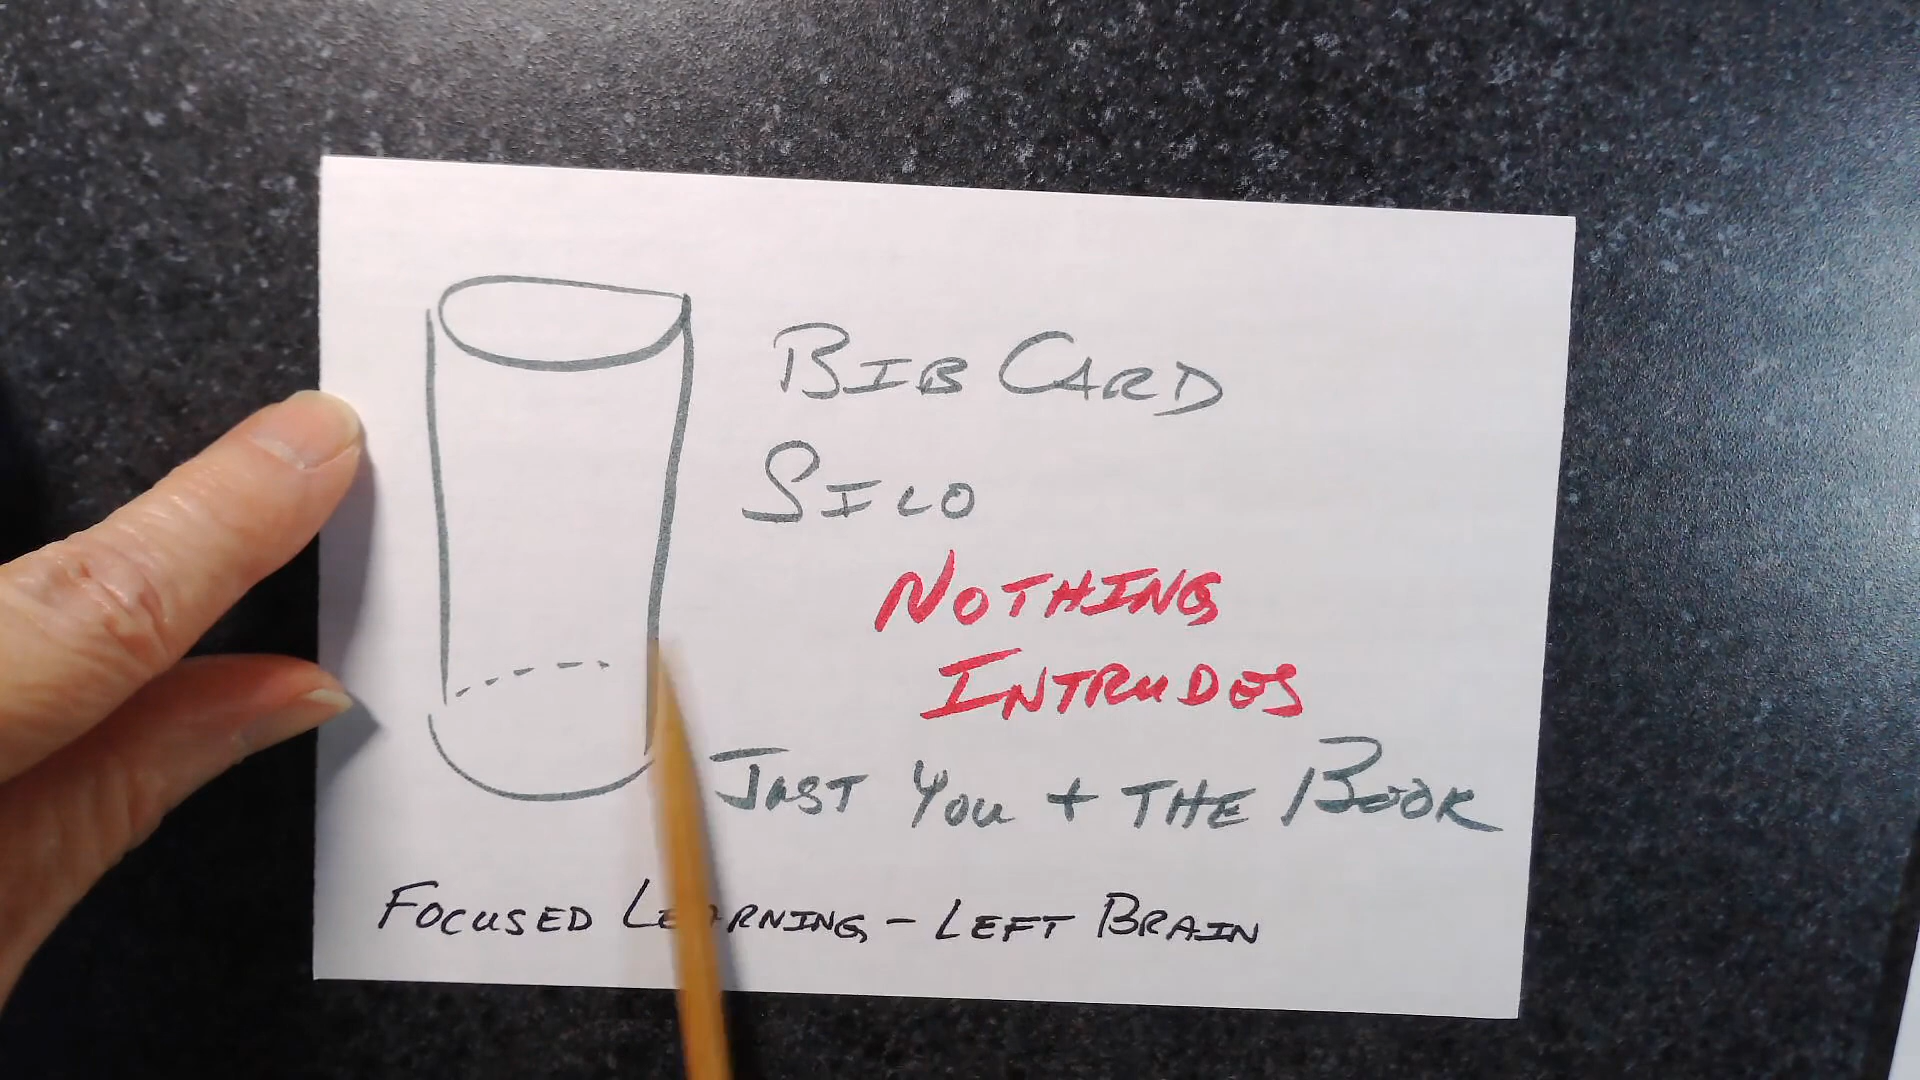 BIB CARD
SILO
NOTHING
INTRUDES
JUST YOU + THE BOOK
FOCUSED LEARNING - LEFT BRAIN